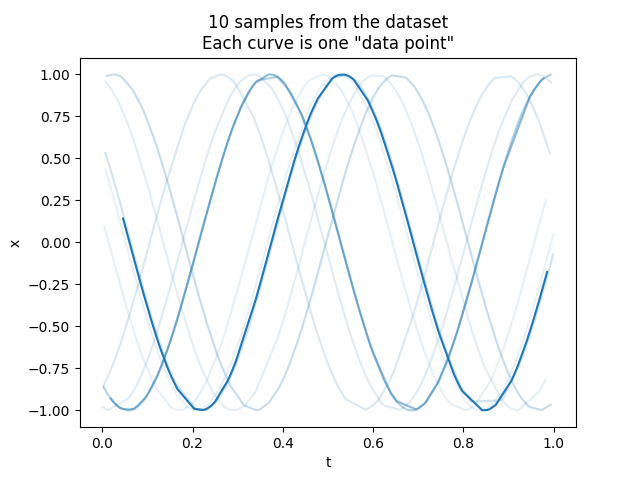 10 samples from the dataset
Each curve is one "data point"
1.00
0.75
0.50
0.25
0.00
−0.25
−0.50
−0.75
−1.00
x
0.0 0.2 0.4 0.6 0.8 1.0
t